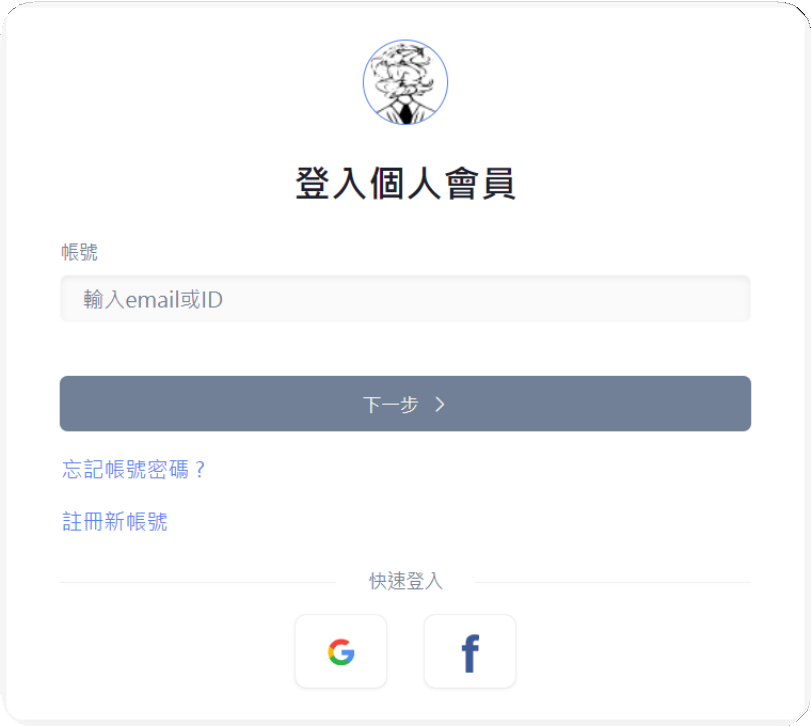 登入個人會員
帳號
輸入email或ID
下一步
忘記帳號密碼？
註冊新帳號
快速登入